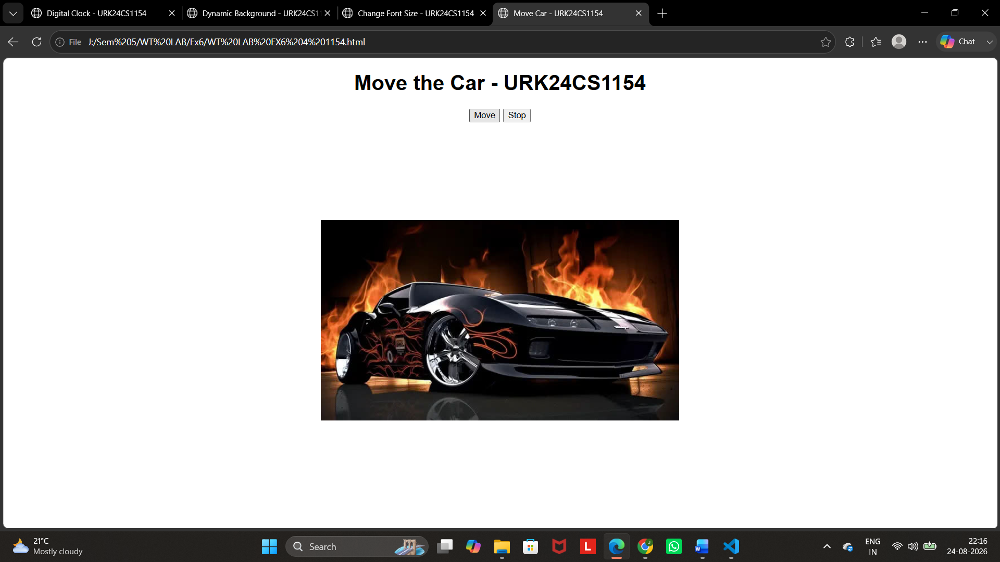 Digital Clock - URK24CS1154
Dynamic Background - URK24CS1
Change Font Size - URK24CS1154
Move Car - URK24CS1154
File J:/Sem%205/WT%20LAB/Ex6/WT%20LAB%20EX6%204%201154.html
Chat
Move the Car - URK24CS1154
Move Stop
21°C
Mostly cloudy
Search
L
J
W
ENG
IN
22:16
24-08-2026